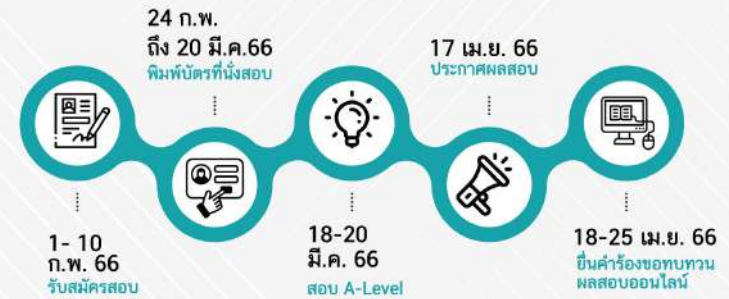 24 ก.พ.
ถึง 20 มี.ค.66
พิมพ์บัตรที่นั่งสอบ
17 เม.ย. 66
ประกาศผลสอบ
1- 10
ก.พ. 66
รับสมัครสอบ
18-20
มี.ค. 66
สอบ A-Level
18-25 เม.ย. 66
ยื่นคำร้องขอทบทวน
ผลสอบออนไลน์